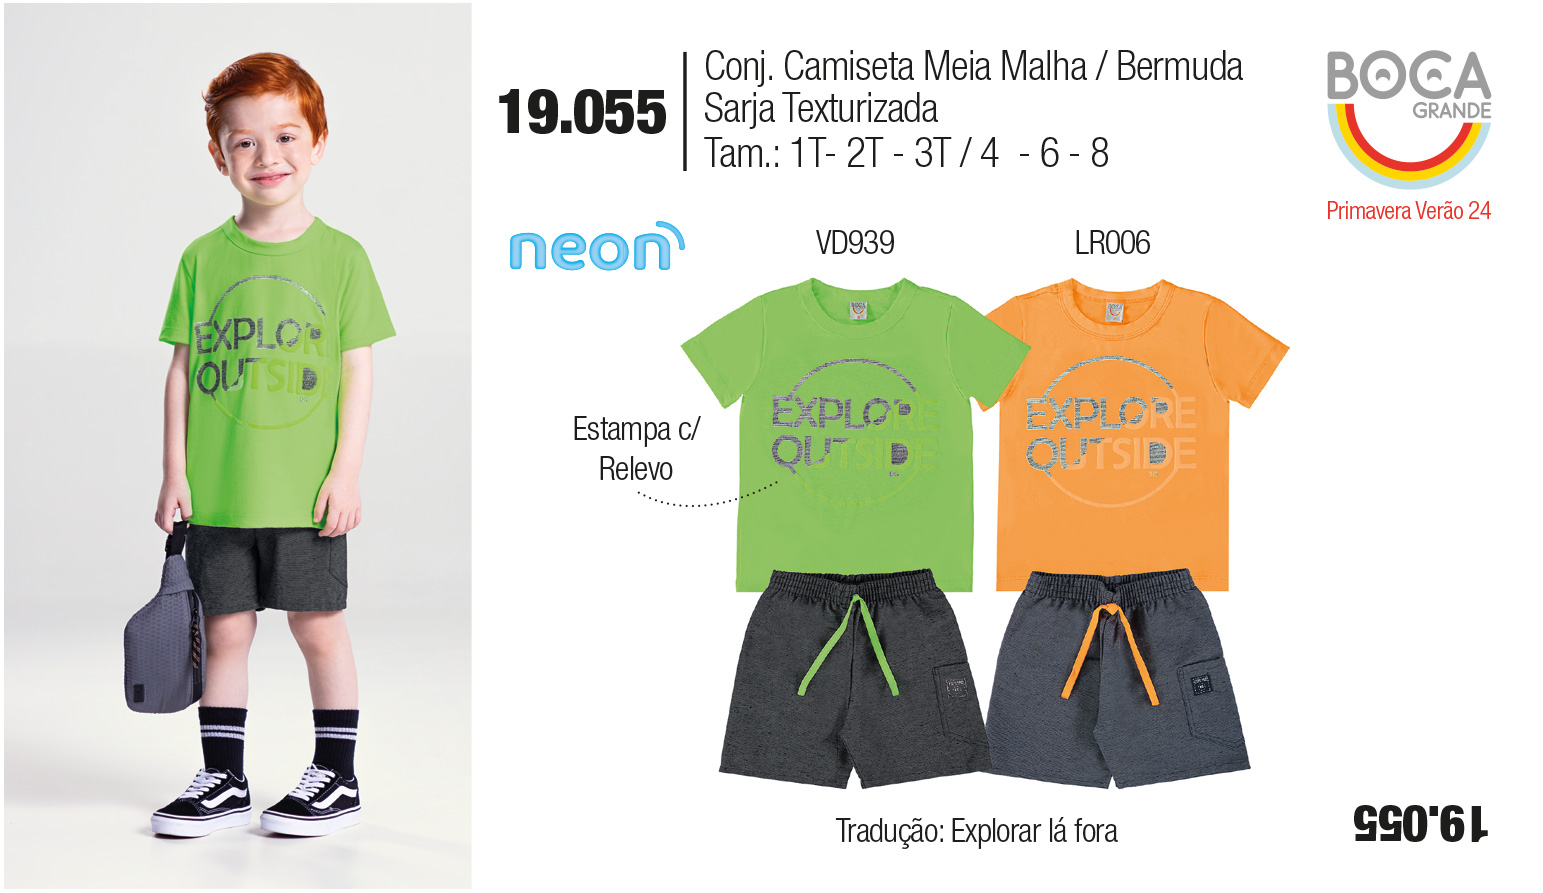 19.055
Conj. Camiseta Meia Malha / Bermuda
Sarja Texturizada
Tam.: 1T- 2T - 3T / 4 - 6 - 8
BOCA
GRANDE
Primavera Verão 24
neon
VD939
LR006
EXPLORE
OUTSIDE
BOCA
EXPLORE
OUTSIDE
BOCA
EXPLORE
OUTSIDE
Estampa c/
Relevo
Tradução: Explorar lá fora
19.055